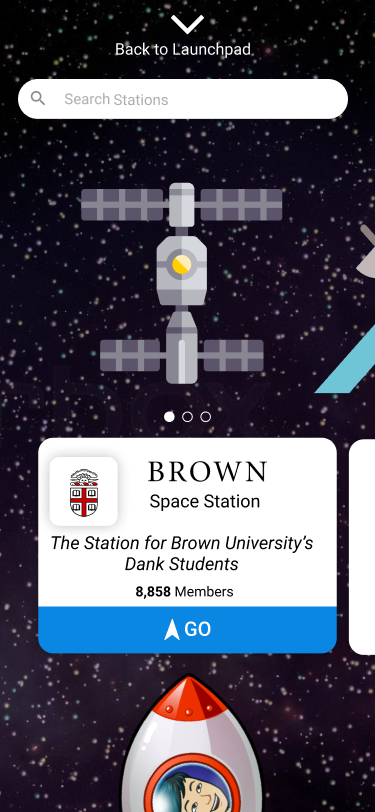 Back to Launchpad
Search Stations
BROWN
Space Station
The Station for Brown University's
Dank Students
8,858 Members
GO